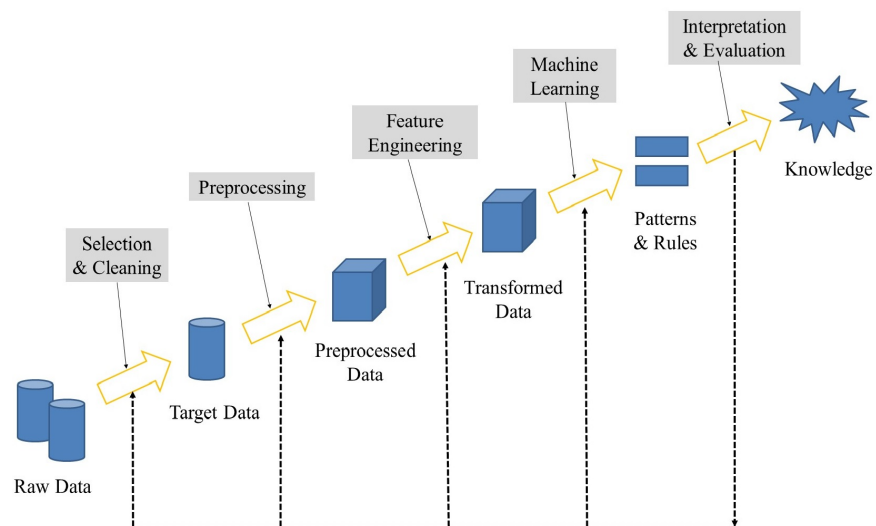 Interpretation
& Evaluation
Machine
Learning
Feature
Engineering
Preprocessing
Selection
& Cleaning
Knowledge
Patterns
& Rules
Transformed
Data
Preprocessed
Data
Target Data
Raw Data